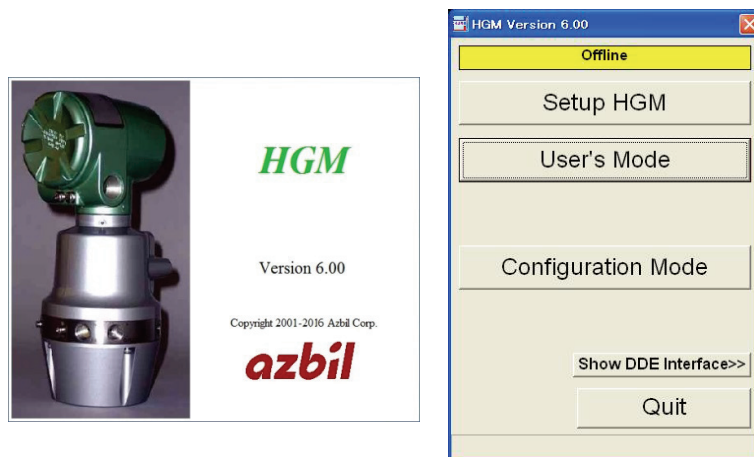 HGM
Version 6.00
Copyright 2001-2016 Azbil Corp.
azbil
HGM Version 6.00
Offline
Setup HGM
User's Mode
Configuration Mode
Show DDE Interface>>
Quit